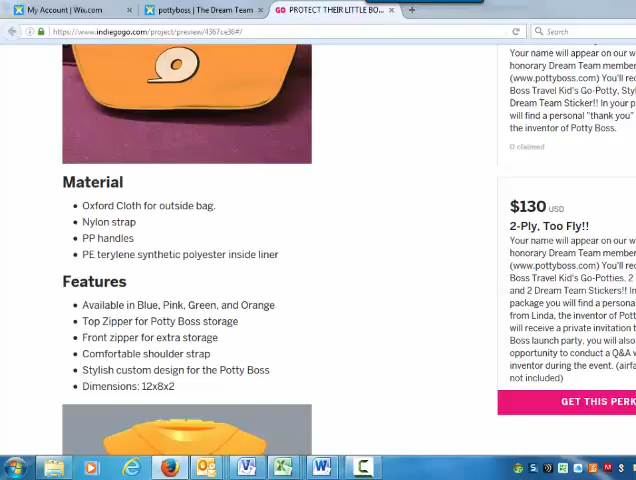 My Account | Wix.com
pottyboss | The Dream Team
GO PROTECT THEIR LITTLE BO...
https://www.indiegogo.com/project/preview/4367ce36#/
Search
Material
Oxford Cloth for outside bag.
Nylon strap
PP handles
PE terylene synthetic polyester inside liner
Features
Available in Blue, Pink, Green, and Orange
Top Zipper for Potty Boss storage
Front zipper for extra storage
Comfortable shoulder strap
Stylish custom design for the Potty Boss
Dimensions: 12x8x2
Your name will appear on our w
honorary Dream Team member
(www.pottyboss.com) You'll rec
Boss Travel Kid's Go-Potty, Styl
Dream Team Sticker!! In your p
will find a personal "thank you"
the inventor of Potty Boss.
0 claimed
$130 USD
2-Ply, Too Fly!!
Your name will appear on our w
honorary Dream Team member
(www.pottyboss.com) You'll rec
Boss Kid's Go-Potties, 2
and 2 Dream Team Stickers!! In
package you will find a persona
from Linda, the inventor of Pott
will receive a private invitation t
Boss launch party, you will also
opportunity to conduct a Q&A w
inventor during the event. (airfa
not included)
GET THIS PERK